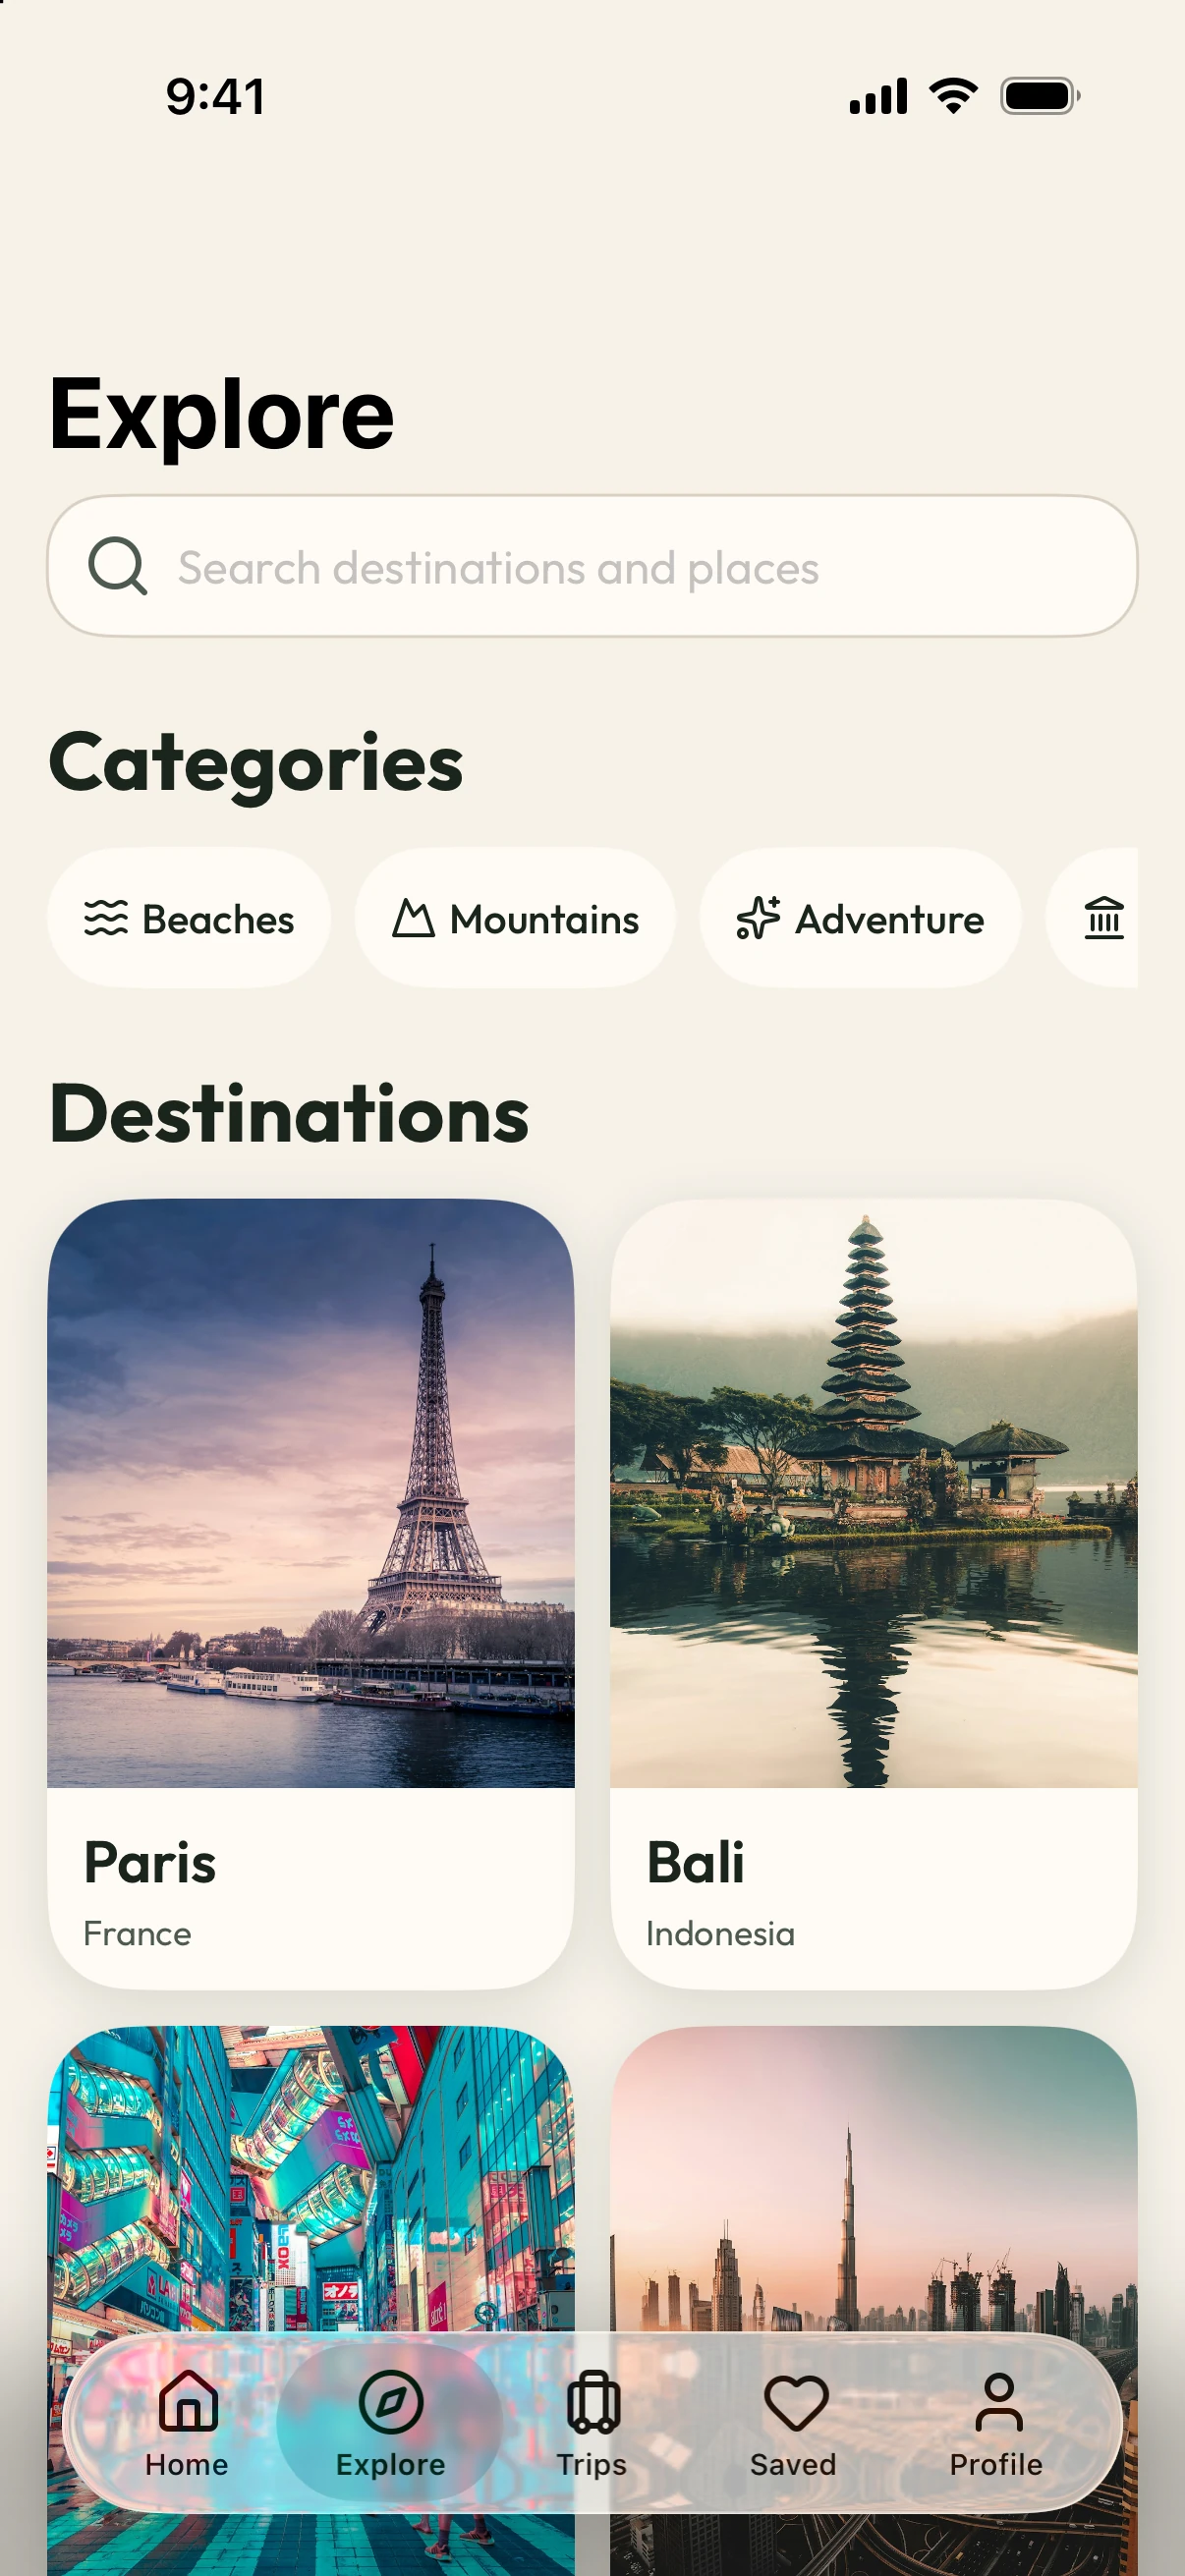 9:41
Explore
Search destinations and places
Categories
Beaches
Mountains
Adventure
Destinations
Paris
France
Bali
Indonesia
Home
Explore
Trips
Saved
Profile